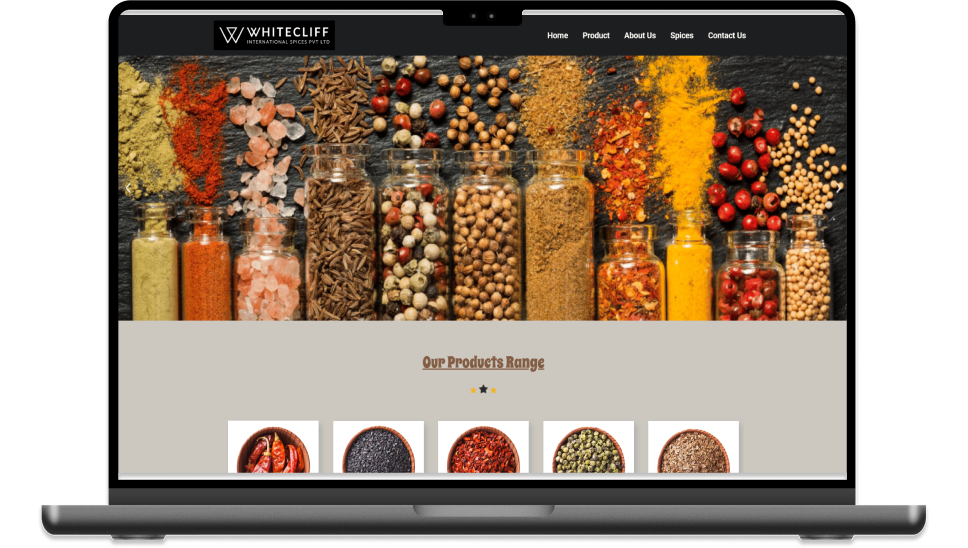 WHITECLIFF
INTERNATIONAL SPICES PVT LTD
Home Product About Us Spices Contact Us
Our Products Range